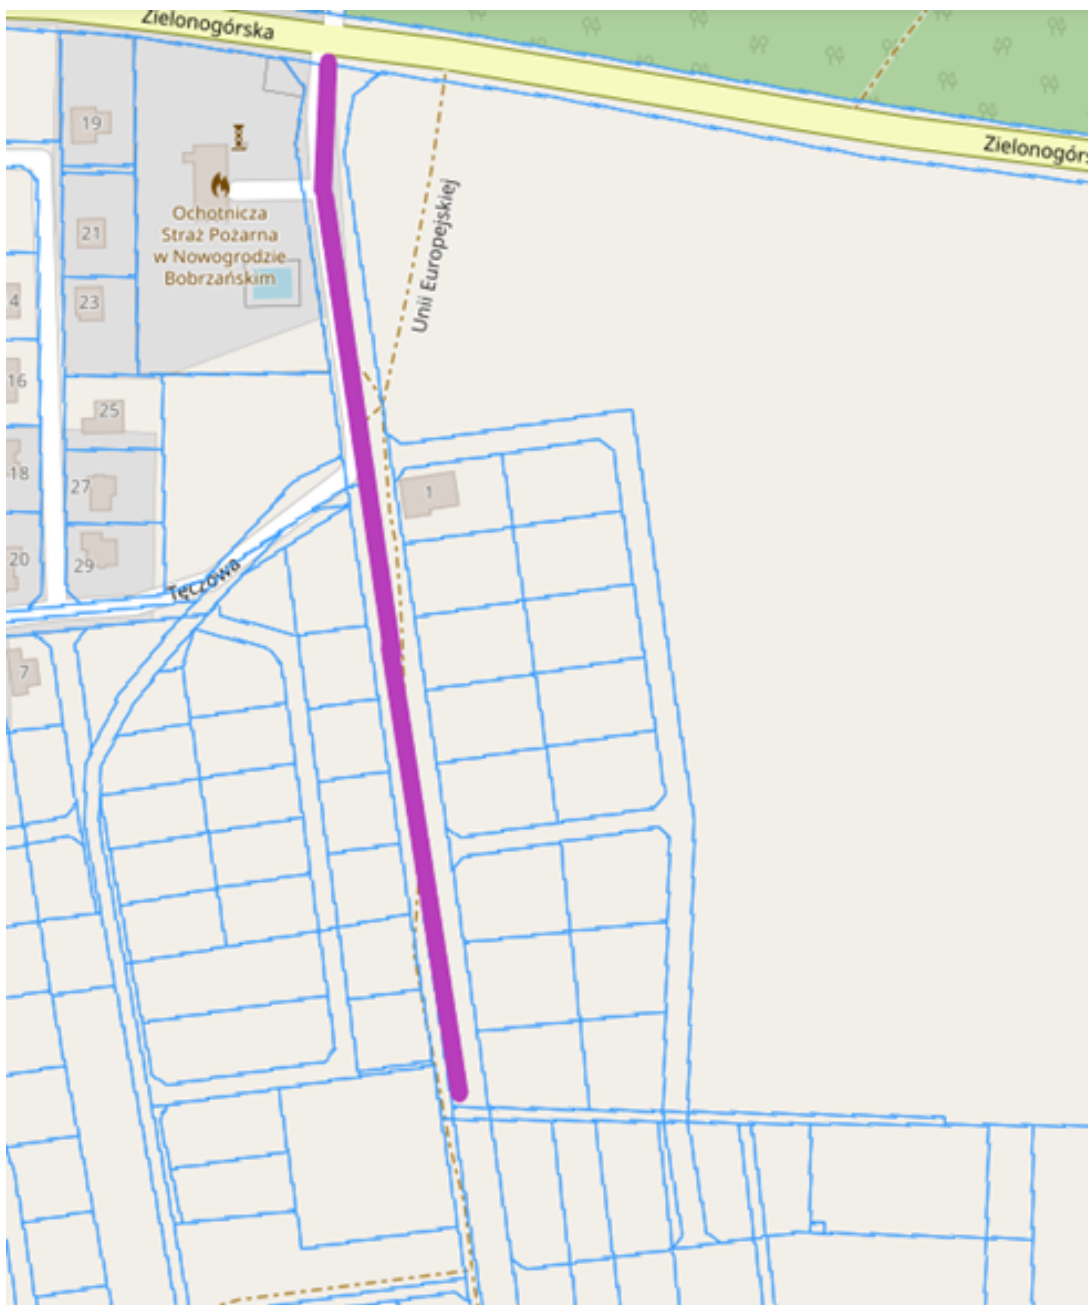 Zielonogórska
Zielonogórs
19
21
23
Ochotnicza
Straż Pożarna
w Nowogrodzie
Bobrzańskim
Unii Europejskiej
4
16
25
18
27
1
20
29
Tęczowa
7